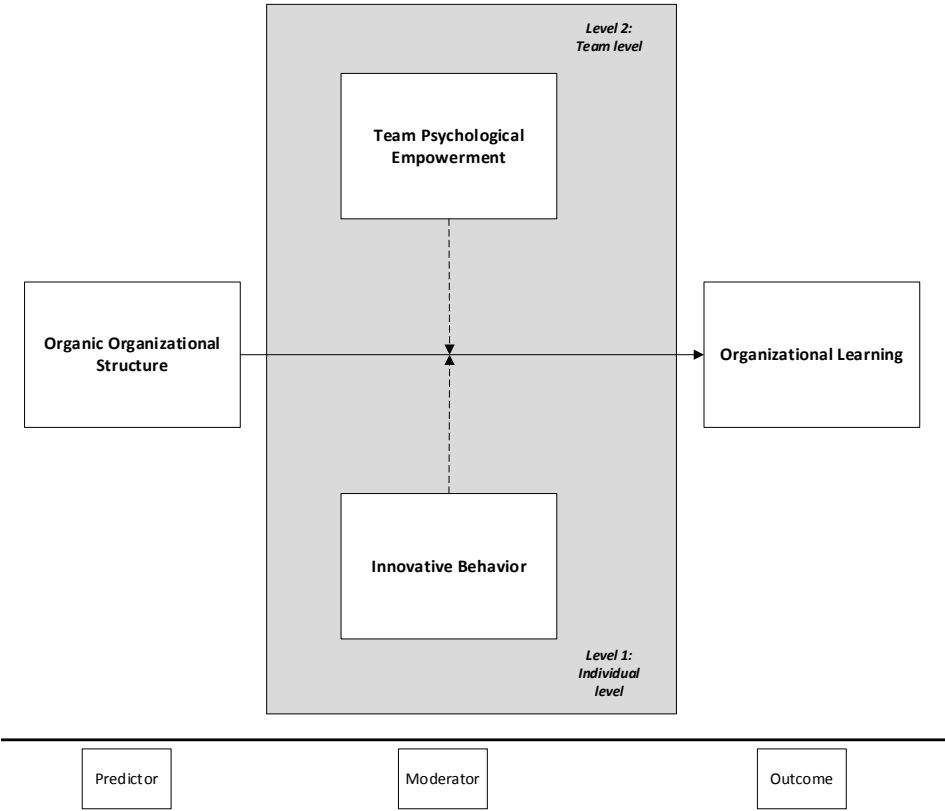 Level 2:
Team level
Team Psychological
Empowerment
Organic Organizational
Structure
Organizational Learning
Innovative Behavior
Level 1:
Individual
level
Predictor
Moderator
Outcome